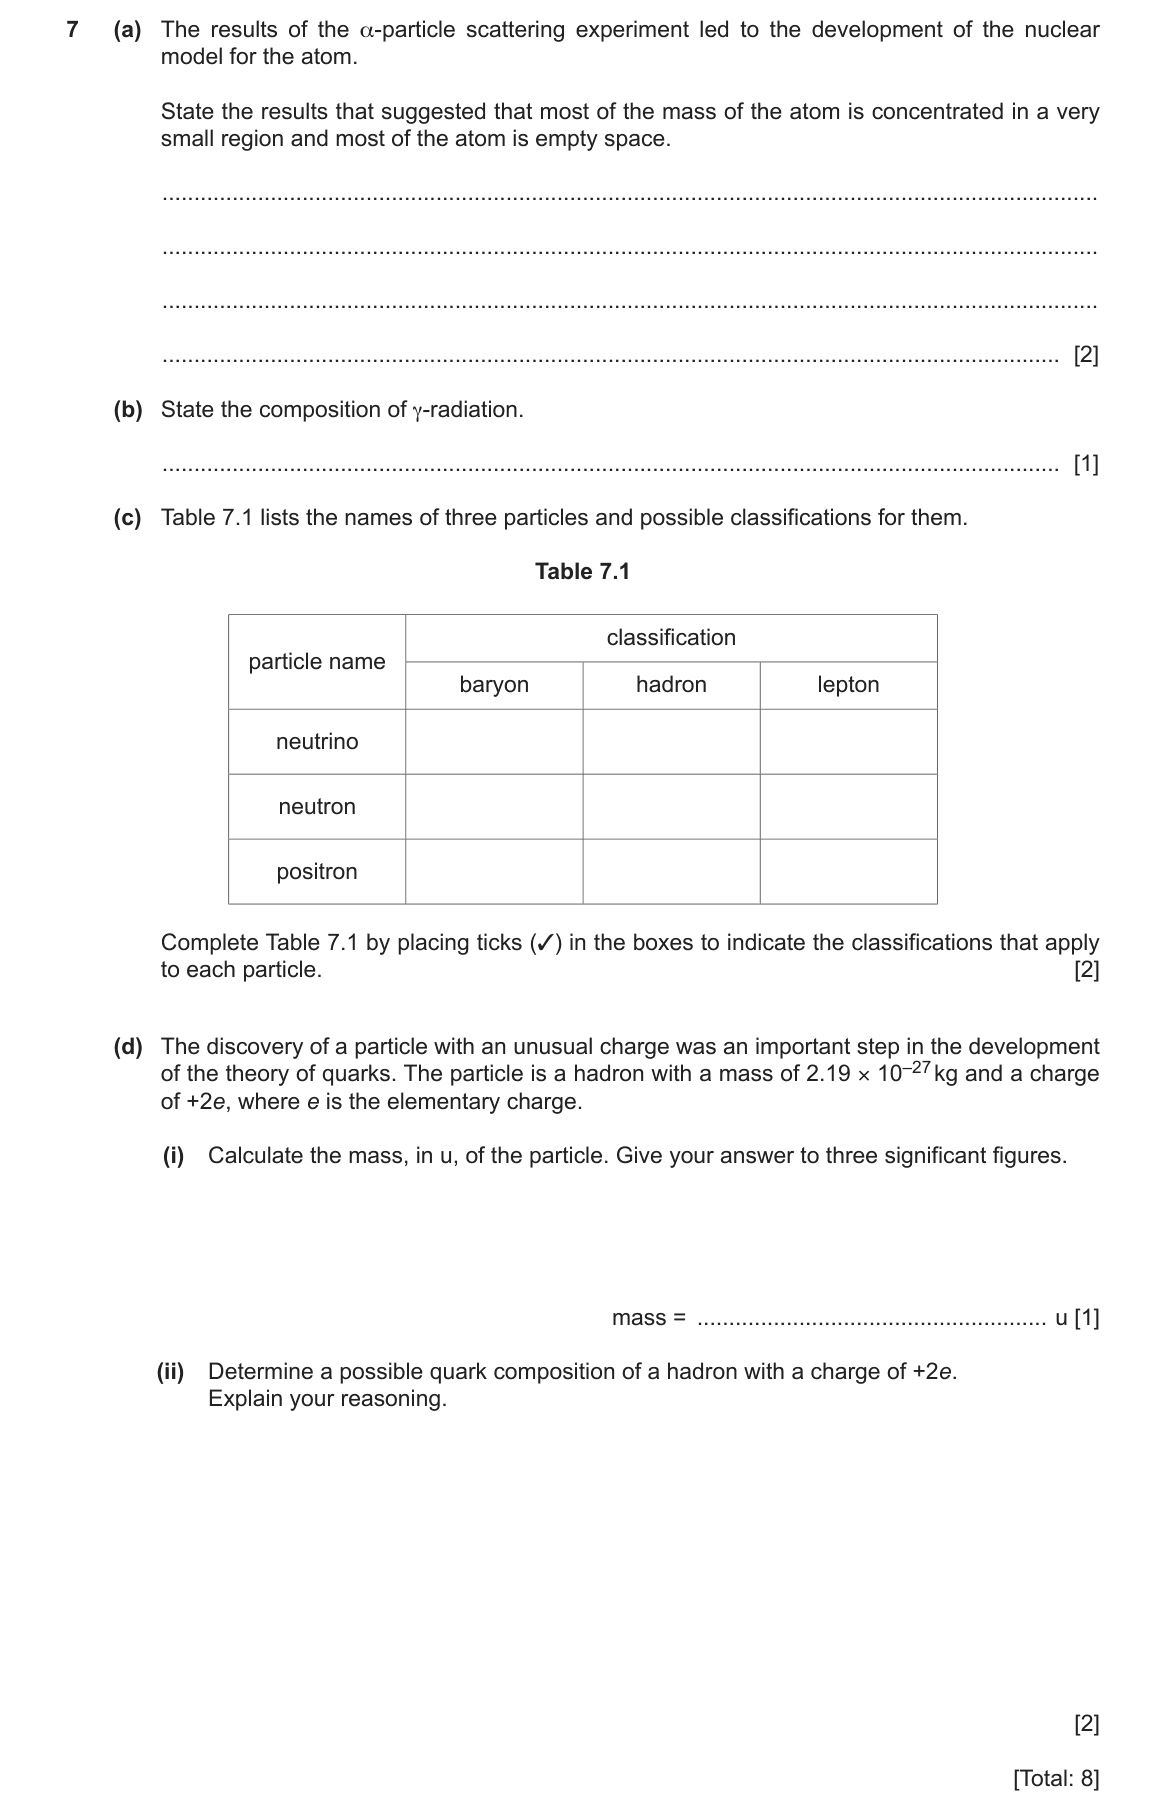 7 (a) The results of the α-particle scattering experiment led to the development of the nuclear
model for the atom.
State the results that suggested that most of the mass of the atom is concentrated in a very
small region and most of the atom is empty space.
..........................................................................................................................................
..........................................................................................................................................
..........................................................................................................................................
.................................................................................................................................... [2]
(b) State the composition of γ-radiation.
.................................................................................................................................... [1]
(c) Table 7.1 lists the names of three particles and possible classifications for them.
Table 7.1
particle name
classification
baryon hadron lepton
neutrino
neutron
positron
Complete Table 7.1 by placing ticks (✓) in the boxes to indicate the classifications that apply
to each particle. [2]
(d) The discovery of a particle with an unusual charge was an important step in the development
of the theory of quarks. The particle is a hadron with a mass of 2.19 × 10⁻²⁷ kg and a charge
of +2e, where e is the elementary charge.
(i) Calculate the mass, in u, of the particle. Give your answer to three significant figures.
mass = ...................................................... u [1]
(ii) Determine a possible quark composition of a hadron with a charge of +2e.
Explain your reasoning.
[2]
[Total: 8]